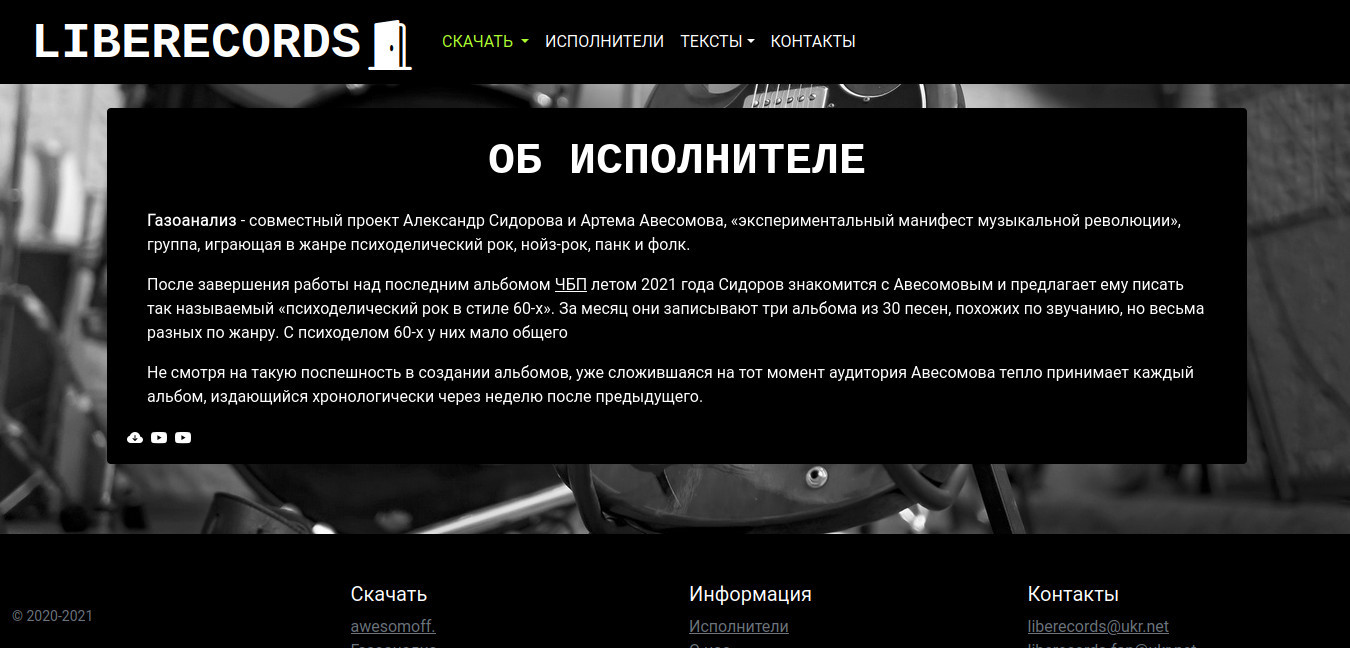 LIBERECORDS
СКАЧАТЬ ИСПОЛНИТЕЛИ ТЕКСТЫ КОНТАКТЫ
ОБ ИСПОЛНИТЕЛЕ
Газоанализ - совместный проект Александр Сидорова и Артема Авесомова, «экспериментальный манифест музыкальной революции»,
группа, играющая в жанре психоделический рок, нойз-рок, панк и фолк.
После завершения работы над последним альбомом ЧБП летом 2021 года Сидоров знакомится с Авесомовым и предлагает ему писать
так называемый «психоделический рок в стиле 60-х». За месяц они записывают три альбома из 30 песен, похожих по звучанию, но весьма
разных по жанру. С психоделом 60-х у них мало общего
Не смотря на такую поспешность в создании альбомов, уже сложившаяся на тот момент аудитория Авесомова тепло принимает каждый
альбом, издающийся хронологически через неделю после предыдущего.
© 2020-2021
Скачать
awesomoff.
Информация
Исполнители
Контакты
liberecords@ukr.net